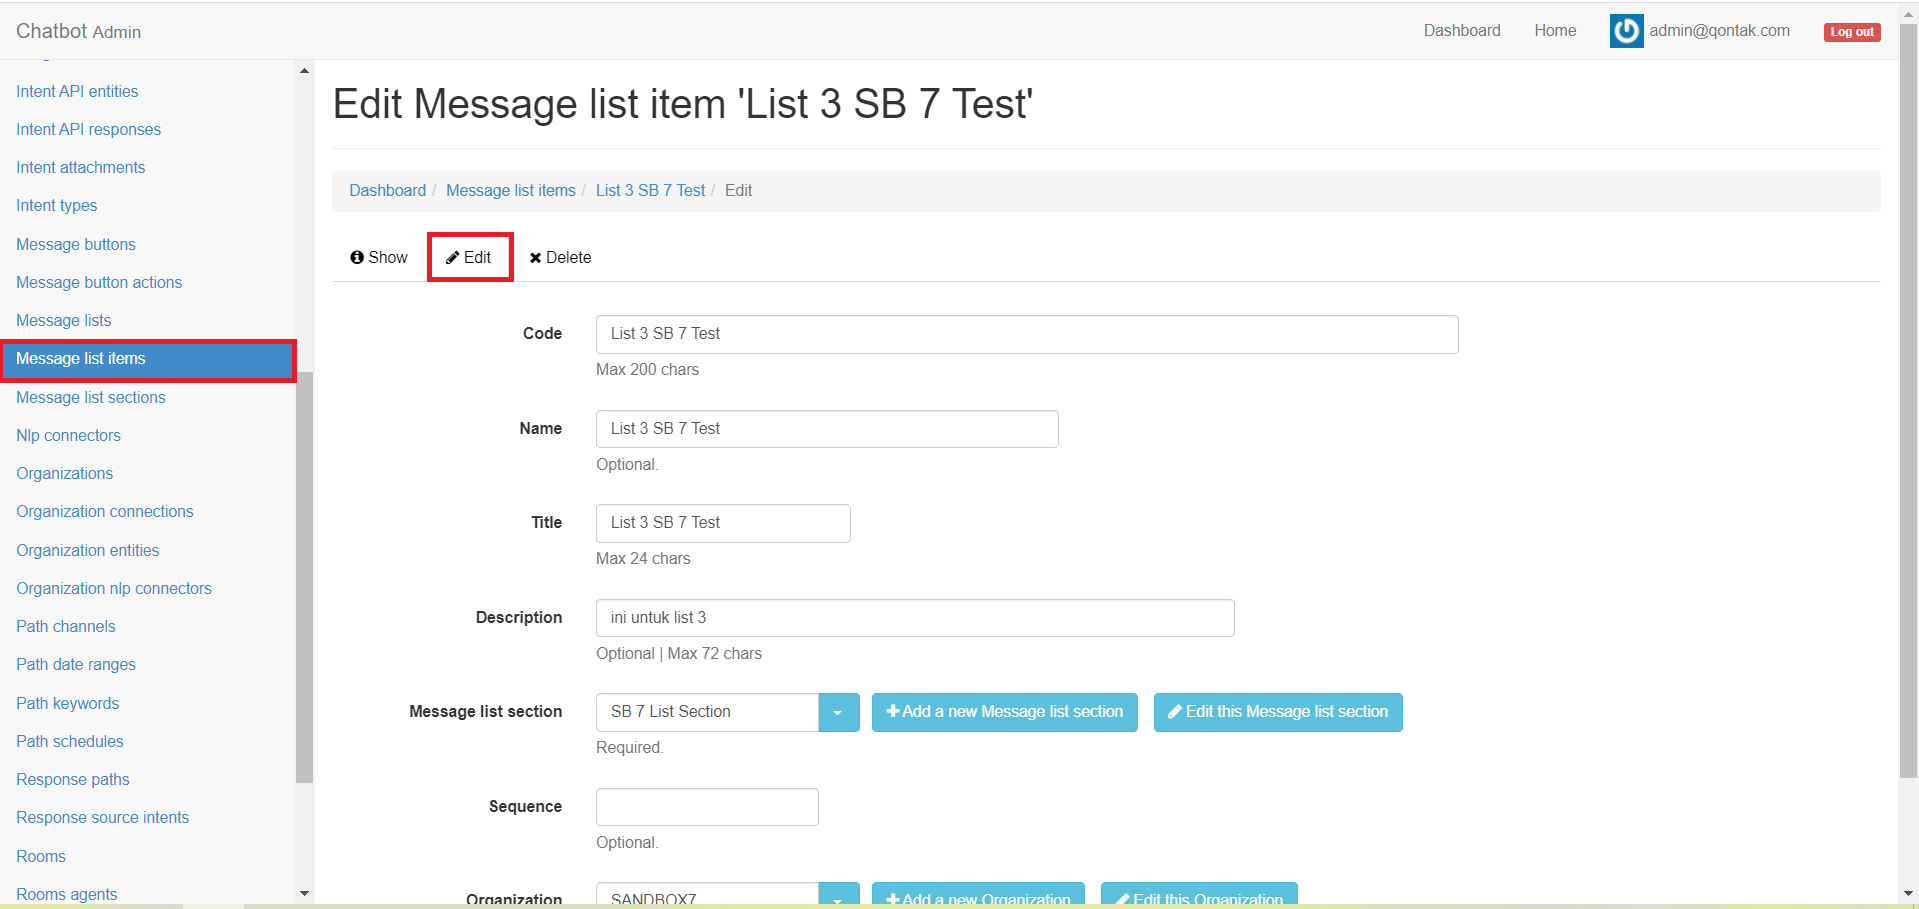 Chatbot Admin
Dashboard
Home
admin@qontak.com
Log out
Intent API entities
Intent API responses
Intent attachments
Intent types
Message buttons
Message button actions
Message lists
Message list items
Message list sections
Nlp connectors
Organizations
Organization connections
Organization entities
Organization nlp connectors
Path channels
Path date ranges
Path keywords
Path schedules
Response paths
Response source intents
Rooms
Rooms agents
Edit Message list item 'List 3 SB 7 Test'
Dashboard / Message list items / List 3 SB 7 Test / Edit
Show
Edit
Delete
Code
List 3 SB 7 Test
Max 200 chars
Name
List 3 SB 7 Test
Optional.
Title
List 3 SB 7 Test
Max 24 chars
Description
ini untuk list 3
Optional | Max 72 chars
Message list section
SB 7 List Section
Add a new Message list section
Edit this Message list section
Required.
Sequence
Optional.
Organization
SANDBOX7
Add a new Organization
Edit this Organization